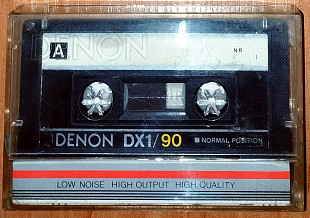 DENON
A
NR
DENON DX1/90 ■ NORMAL POSITION
LOW NOISE HIGH OUTPUT HIGH QUALITY